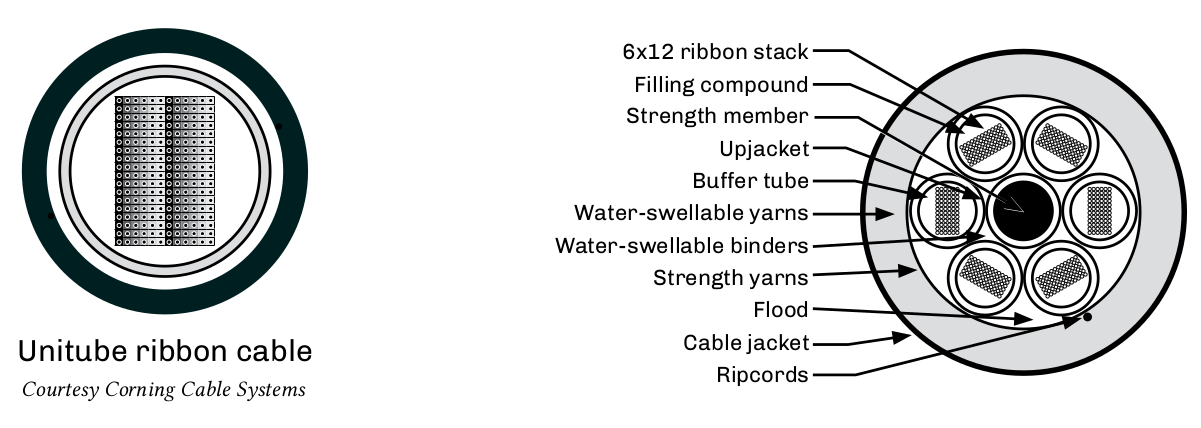 Unitube ribbon cable
Courtesy Corning Cable Systems
6x12 ribbon stack
Filling compound
Strength member
Upjacket
Buffer tube
Water-swellable yarns
Water-swellable binders
Strength yarns
Flood
Cable jacket
Ripcords